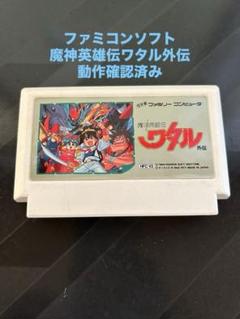 ファミコンソフト
魔神英雄伝ワタル外伝
動作確認済み
ファミリー コンピュータ
魔神英雄伝
ワタル
外伝